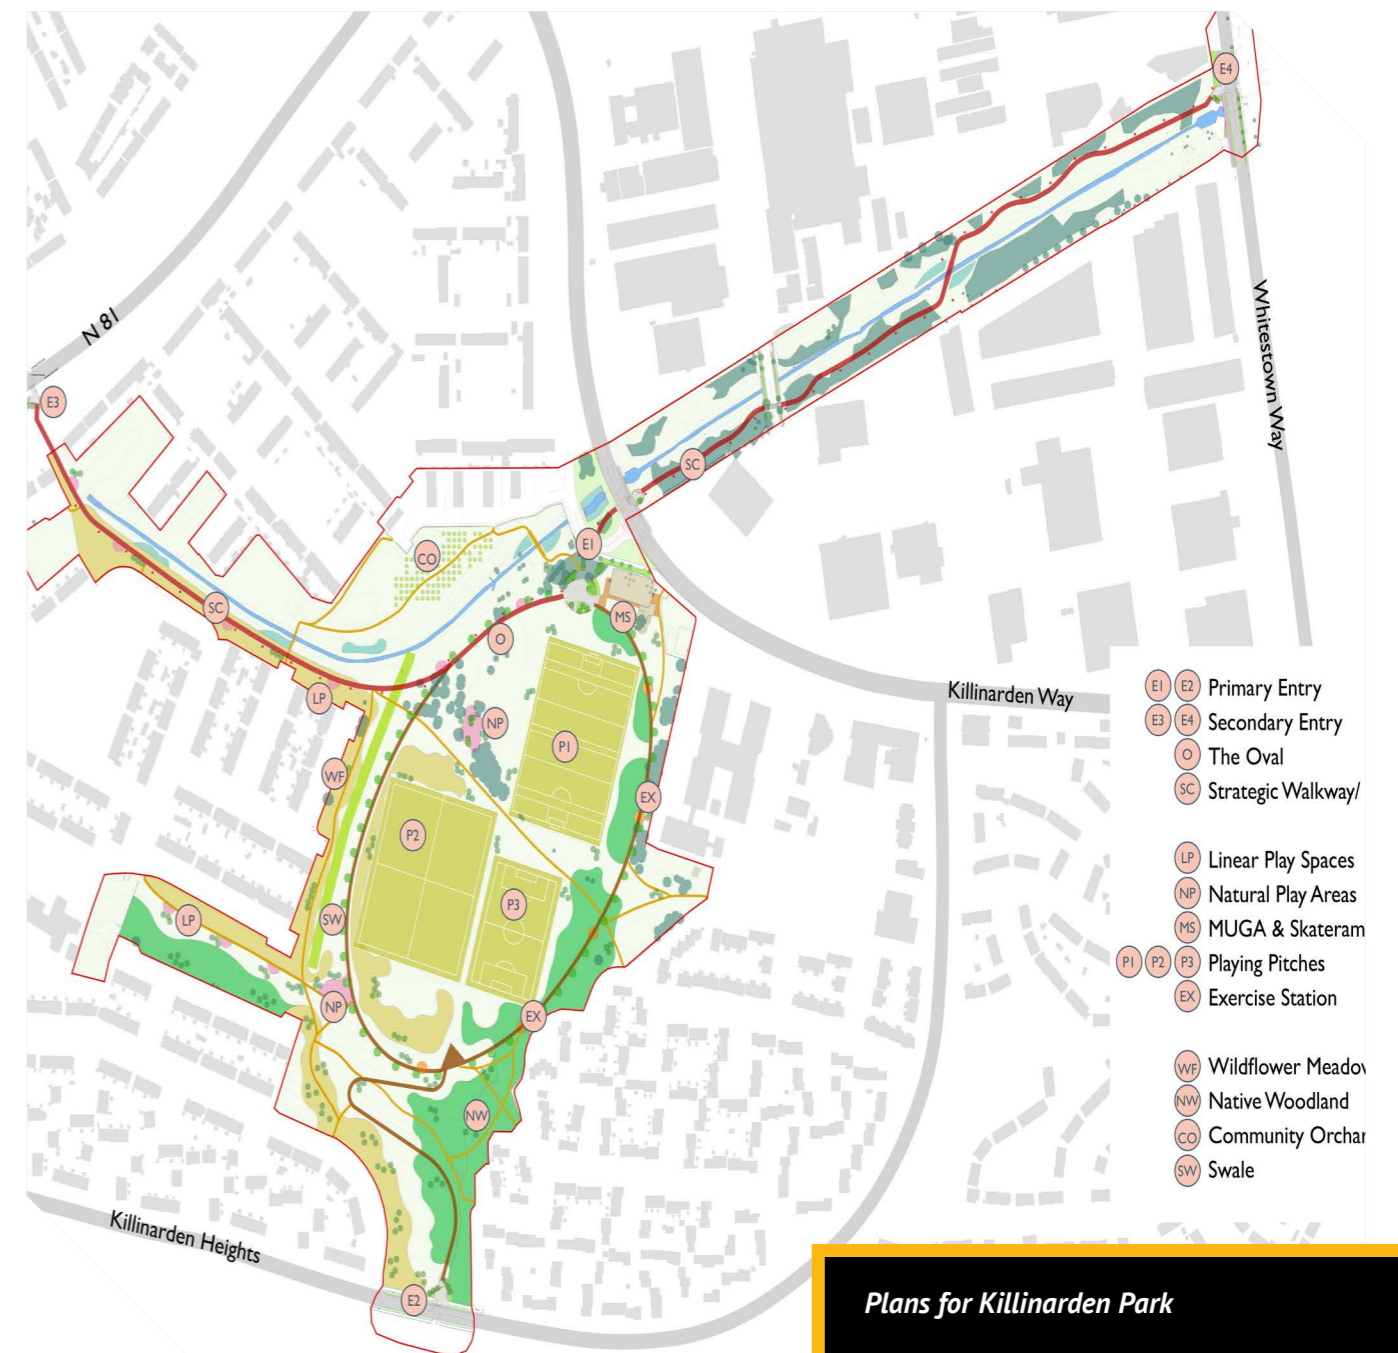 E4
N 81
E3
Whitestown Way
SC
E1
CO
SC
MS
O
LP
Killinarden Way
NP
P1
WF
EX
P2
P3
SW
LP
NP
EX
NW
Killinarden Heights
E2
E1 E2 Primary Entry
E3 E4 Secondary Entry
O The Oval
SC Strategic Walkway/
LP Linear Play Spaces
NP Natural Play Areas
MS MUGA & Skateram
P1 P2 P3 Playing Pitches
EX Exercise Station
WF Wildflower Meadov
NW Native Woodland
CO Community Orchar
SW Swale
Plans for Killinarden Park